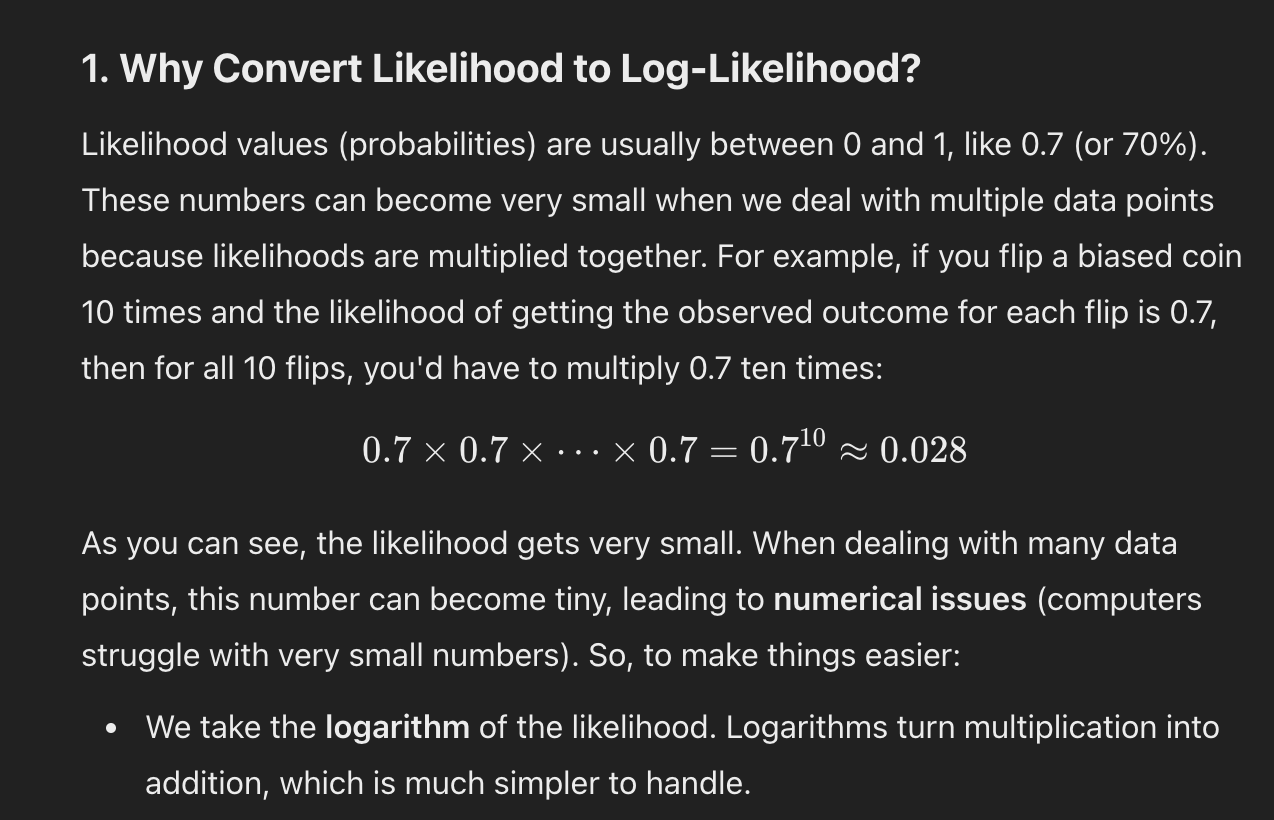 1. Why Convert Likelihood to Log-Likelihood?
Likelihood values (probabilities) are usually between 0 and 1, like 0.7 (or 70%).
These numbers can become very small when we deal with multiple data points
because likelihoods are multiplied together. For example, if you flip a biased coin
10 times and the likelihood of getting the observed outcome for each flip is 0.7,
then for all 10 flips, you'd have to multiply 0.7 ten times:
0.7 × 0.7 × ⋯ × 0.7 = 0.7¹⁰ ≈ 0.028
As you can see, the likelihood gets very small. When dealing with many data
points, this number can become tiny, leading to numerical issues (computers
struggle with very small numbers). So, to make things easier:
• We take the logarithm of the likelihood. Logarithms turn multiplication into
addition, which is much simpler to handle.